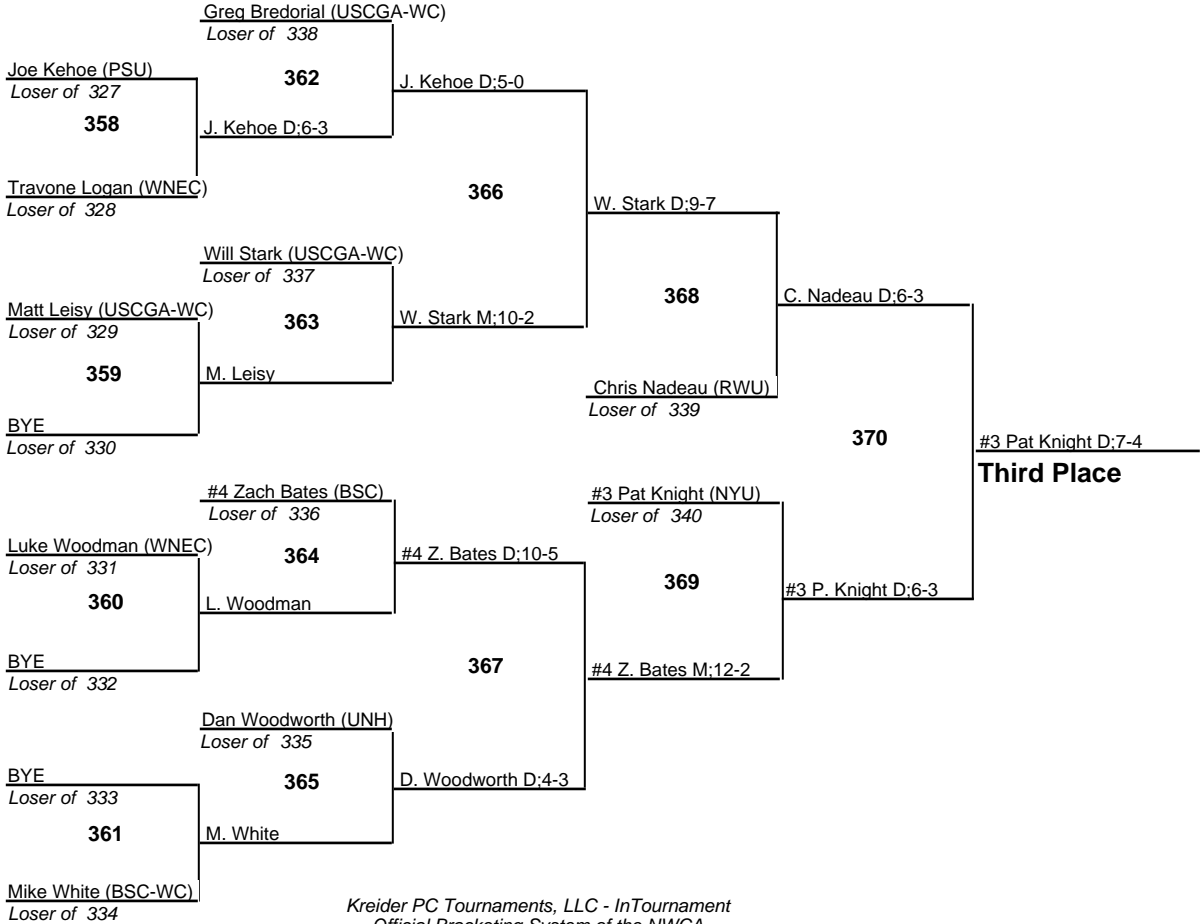 Greg Bredorial (USCGA-WC)
Loser of 338
Joe Kehoe (PSU)
Loser of 327
362
J. Kehoe D;5-0
358
J. Kehoe D;6-3
Travone Logan (WNEC)
Loser of 328
366
W. Stark D;9-7
Will Stark (USCGA-WC)
Loser of 337
Matt Leisy (USCGA-WC)
Loser of 329
363
W. Stark M;10-2
368
C. Nadeau D;6-3
359
M. Leisy
Chris Nadeau (RWU)
Loser of 339
BYE
Loser of 330
370
#3 Pat Knight D;7-4
Third Place
#4 Zach Bates (BSC)
Loser of 336
#3 Pat Knight (NYU)
Loser of 340
Luke Woodman (WNEC)
Loser of 331
364
#4 Z. Bates D;10-5
369
#3 P. Knight D;6-3
360
L. Woodman
BYE
Loser of 332
367
#4 Z. Bates M;12-2
Dan Woodworth (UNH)
Loser of 335
BYE
Loser of 333
365
D. Woodworth D;4-3
361
M. White
Mike White (BSC-WC)
Loser of 334
Kreider PC Tournaments, LLC - InTournament
Official Bracketing System of the NWCA